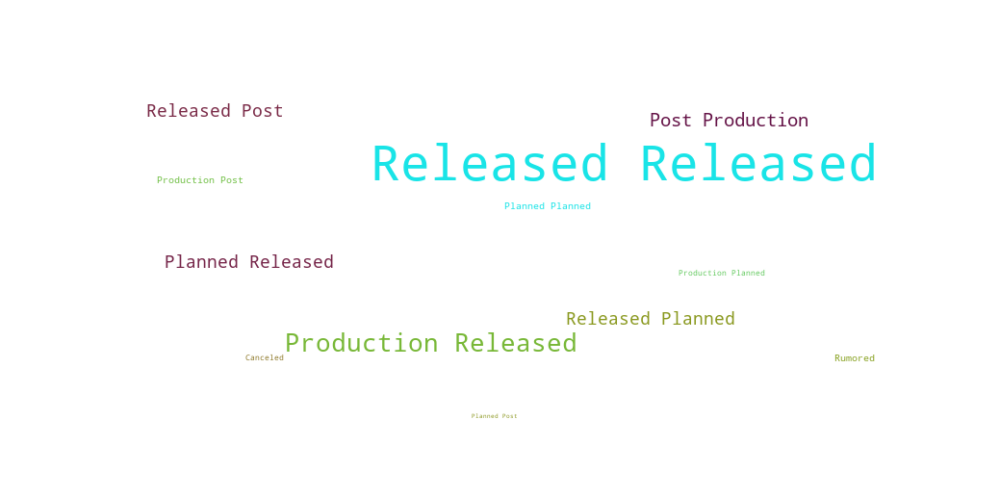 Released Post
Post Production
Released Released
Production Post
Planned Planned
Planned Released
Production Planned
Released Planned
Production Released
Canceled
Rumored
Planned Post